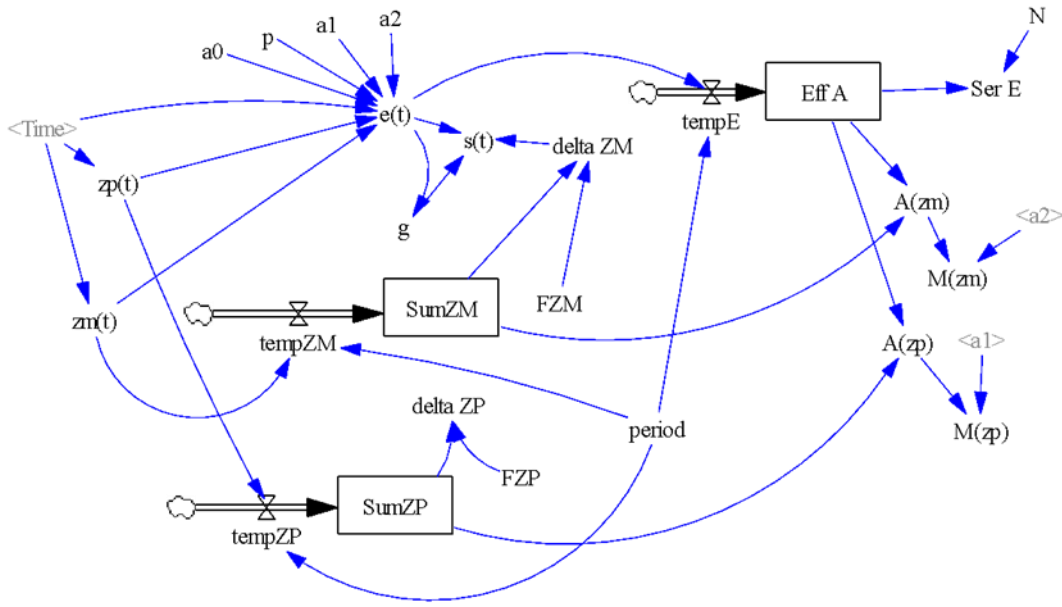 a2
N
a1
p
a0
Eff A
Ser E
e(t)
tempE
<Time>
s(t)
delta ZM
zp(t)
A(zm)
<a2>
g
M(zm)
SumZM
FZM
zm(t)
tempZM
A(zp)
<a1>
delta ZP
period
M(zp)
FZP
SumZP
tempZP